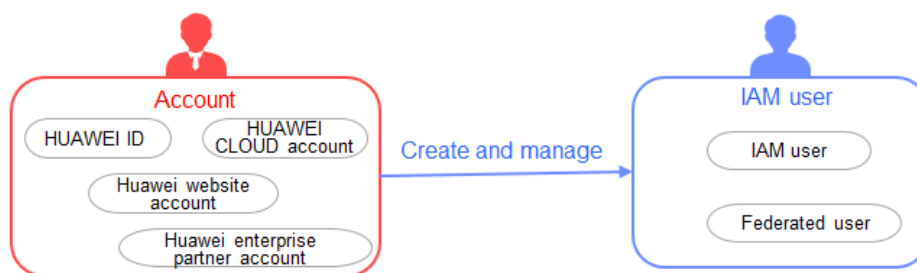 Account
HUAWEI ID
HUAWEI
CLOUD account
Huawei website
account
Huawei enterprise
partner account
Create and manage
IAM user
IAM user
Federated user